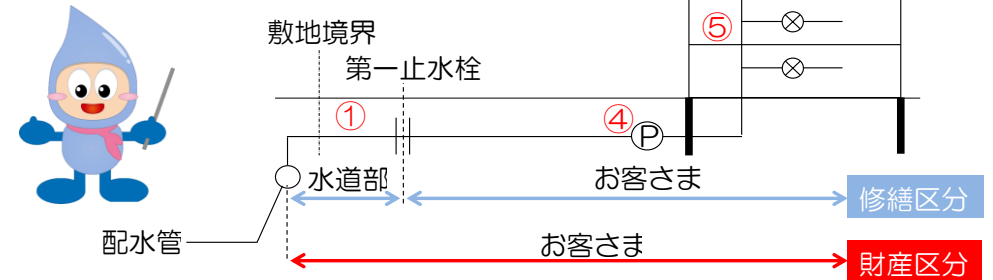 敷地境界
⑤
第一止水栓
①
④
P
水道部
お客さま
修繕区分
配水管
お客さま
財産区分